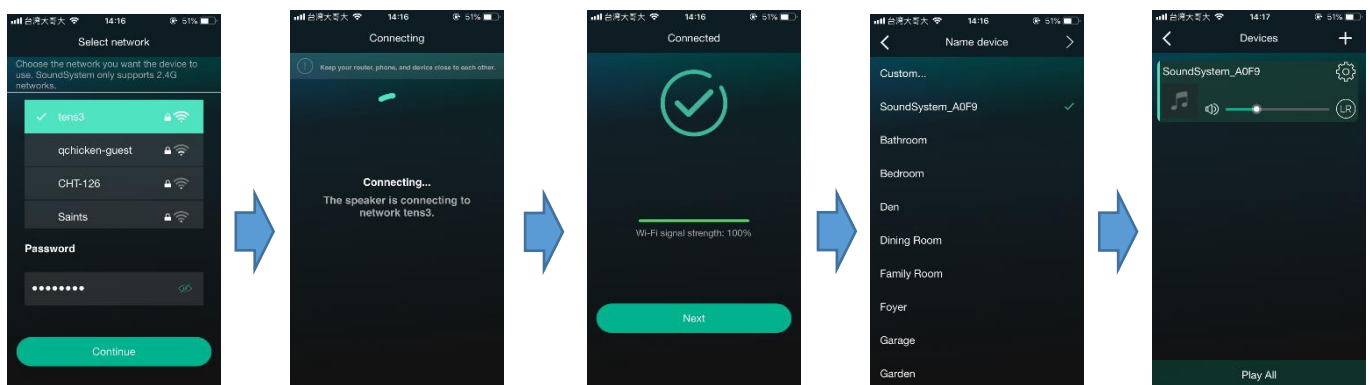 台灣大哥大 14:16 51%
Select network
Choose the network you want the device to
use. SoundSystem only supports 2.4G
networks.
tens3
qchicken-guest
CHT-126
Saints
Password
••••••••
Continue
台灣大哥大 14:16 51%
Connecting
Keep your router, phone, and device close to each other.
Connecting...
The speaker is connecting to
network tens3.
台灣大哥大 14:16 51%
Connected
Wi-Fi signal strength: 100%
Next
台灣大哥大 14:16 51%
Name device
Custom...
SoundSystem_A0F9
Bathroom
Bedroom
Den
Dining Room
Family Room
Foyer
Garage
Garden
台灣大哥大 14:17 51%
Devices
SoundSystem_A0F9
LR
Play All